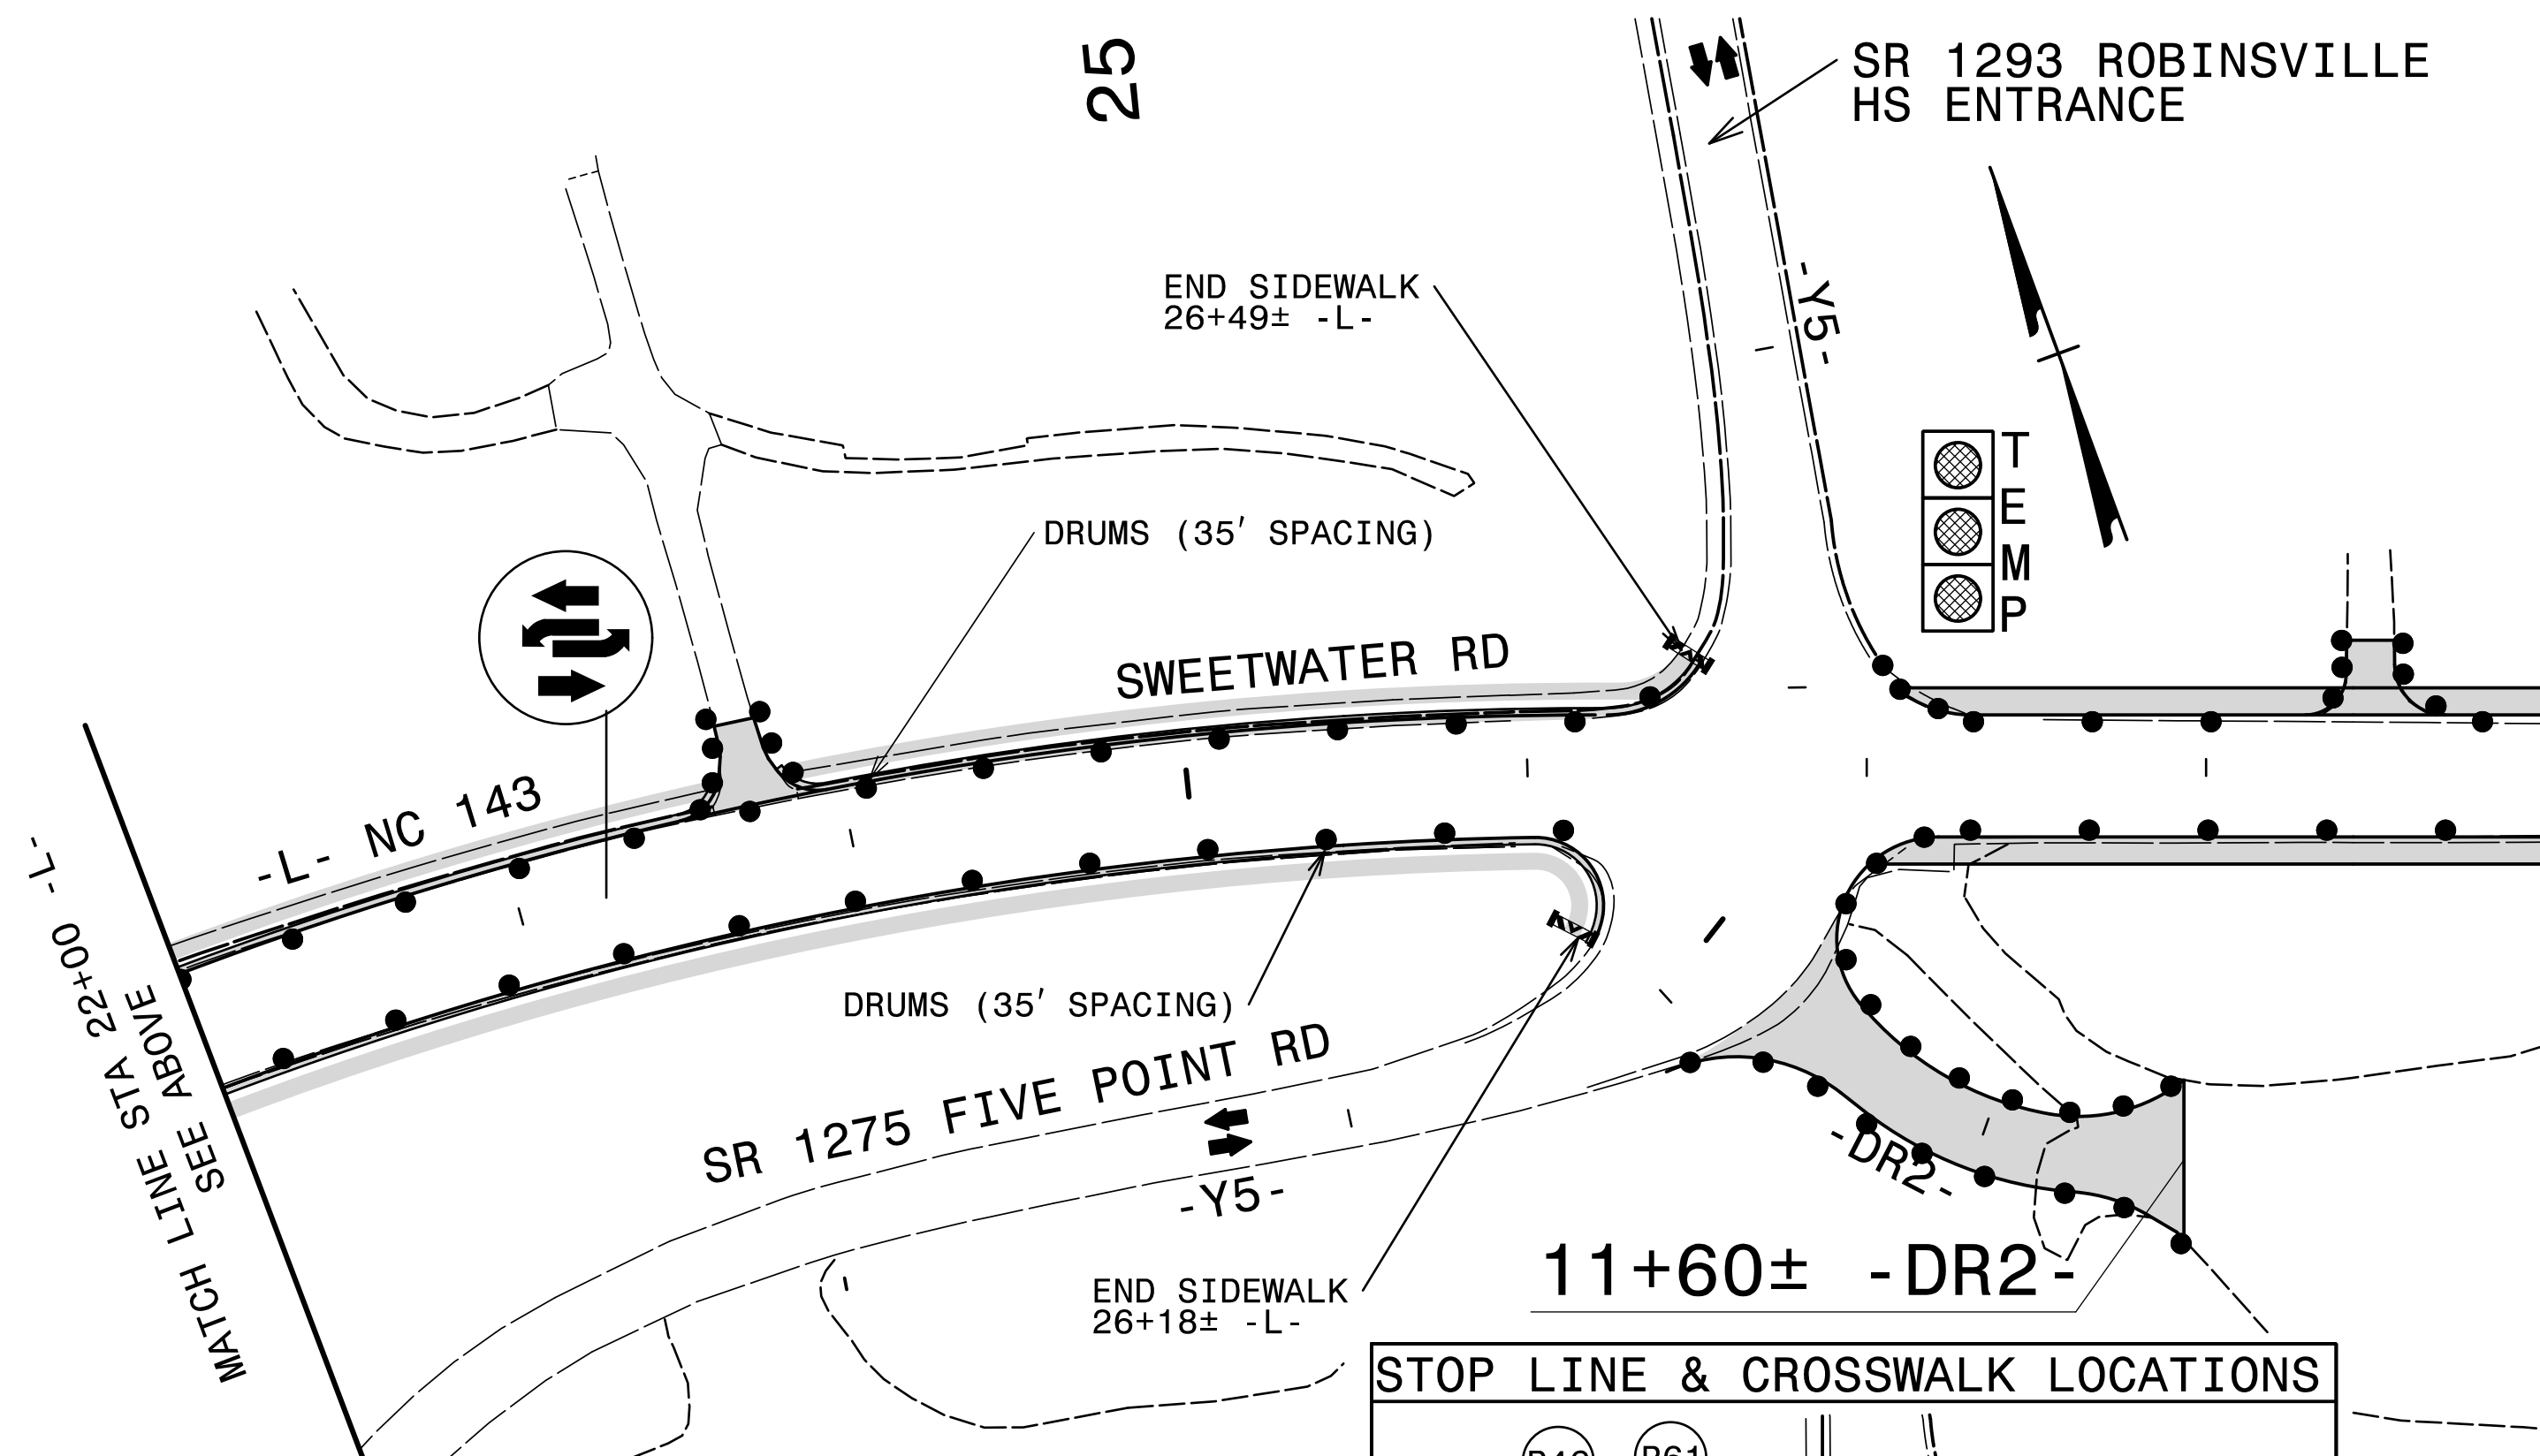 25
SR 1293 ROBINSVILLE
HS ENTRANCE
-Y5-
END SIDEWALK
26+49± -L-
TEMP
DRUMS (35' SPACING)
SWEETWATER RD
-L- NC 143
MATCH LINE STA 22+00 -L-
SEE ABOVE
DRUMS (35' SPACING)
SR 1275 FIVE POINT RD
-Y5-
-DR2-
END SIDEWALK
26+18± -L-
11+60± -DR2-
STOP LINE & CROSSWALK LOCATIONS